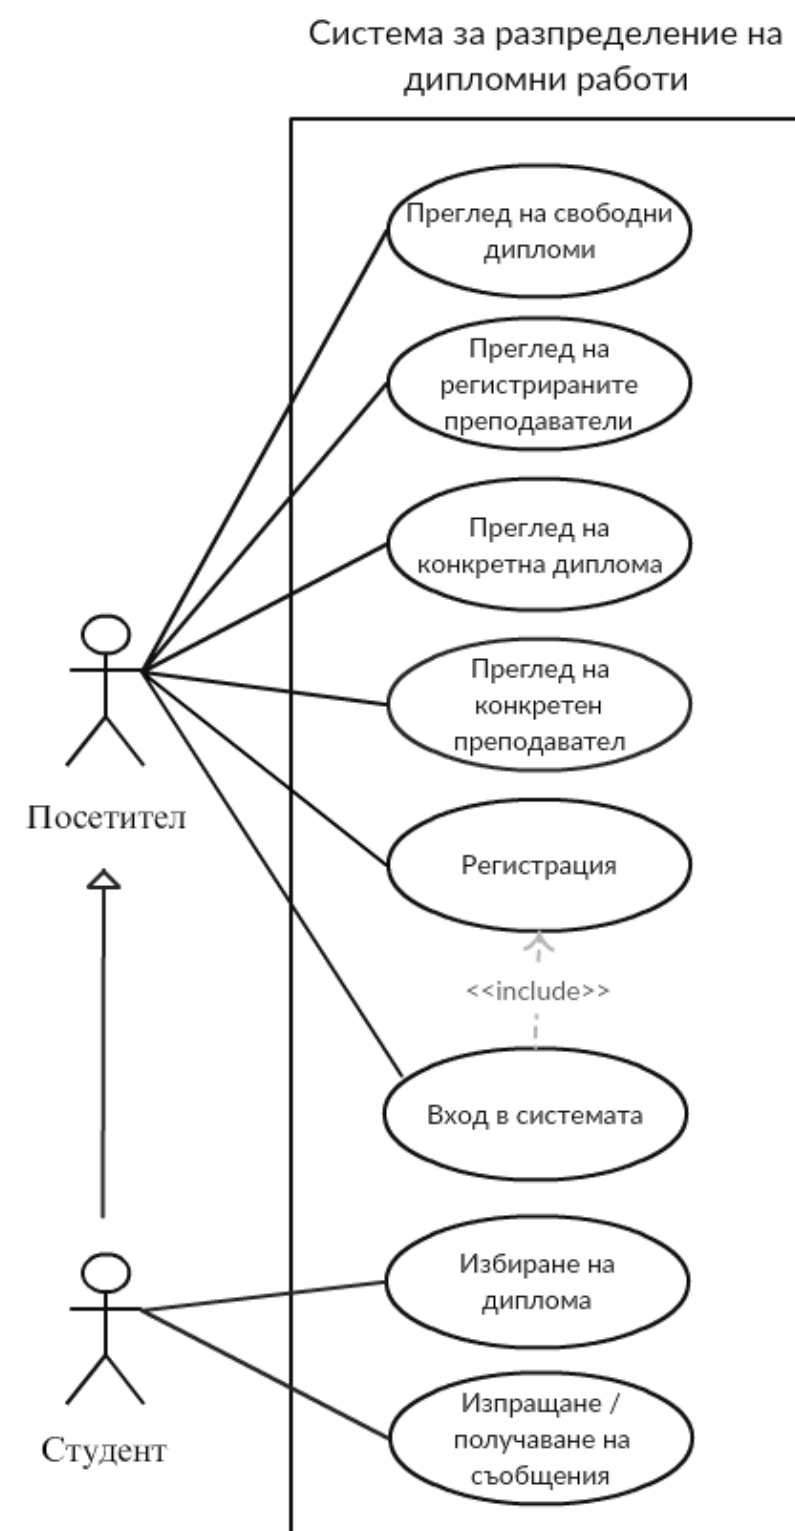 Система за разпределение на
дипломни работи
Преглед на свободни
дипломи
Преглед на
регистрираните
преподаватели
Преглед на
конкретна диплома
Преглед на
конкретен
преподавател
Посетител
Регистрация
<<include>>
Вход в системата
Избиране на
диплома
Изпращане /
получаване на
съобщения
Студент